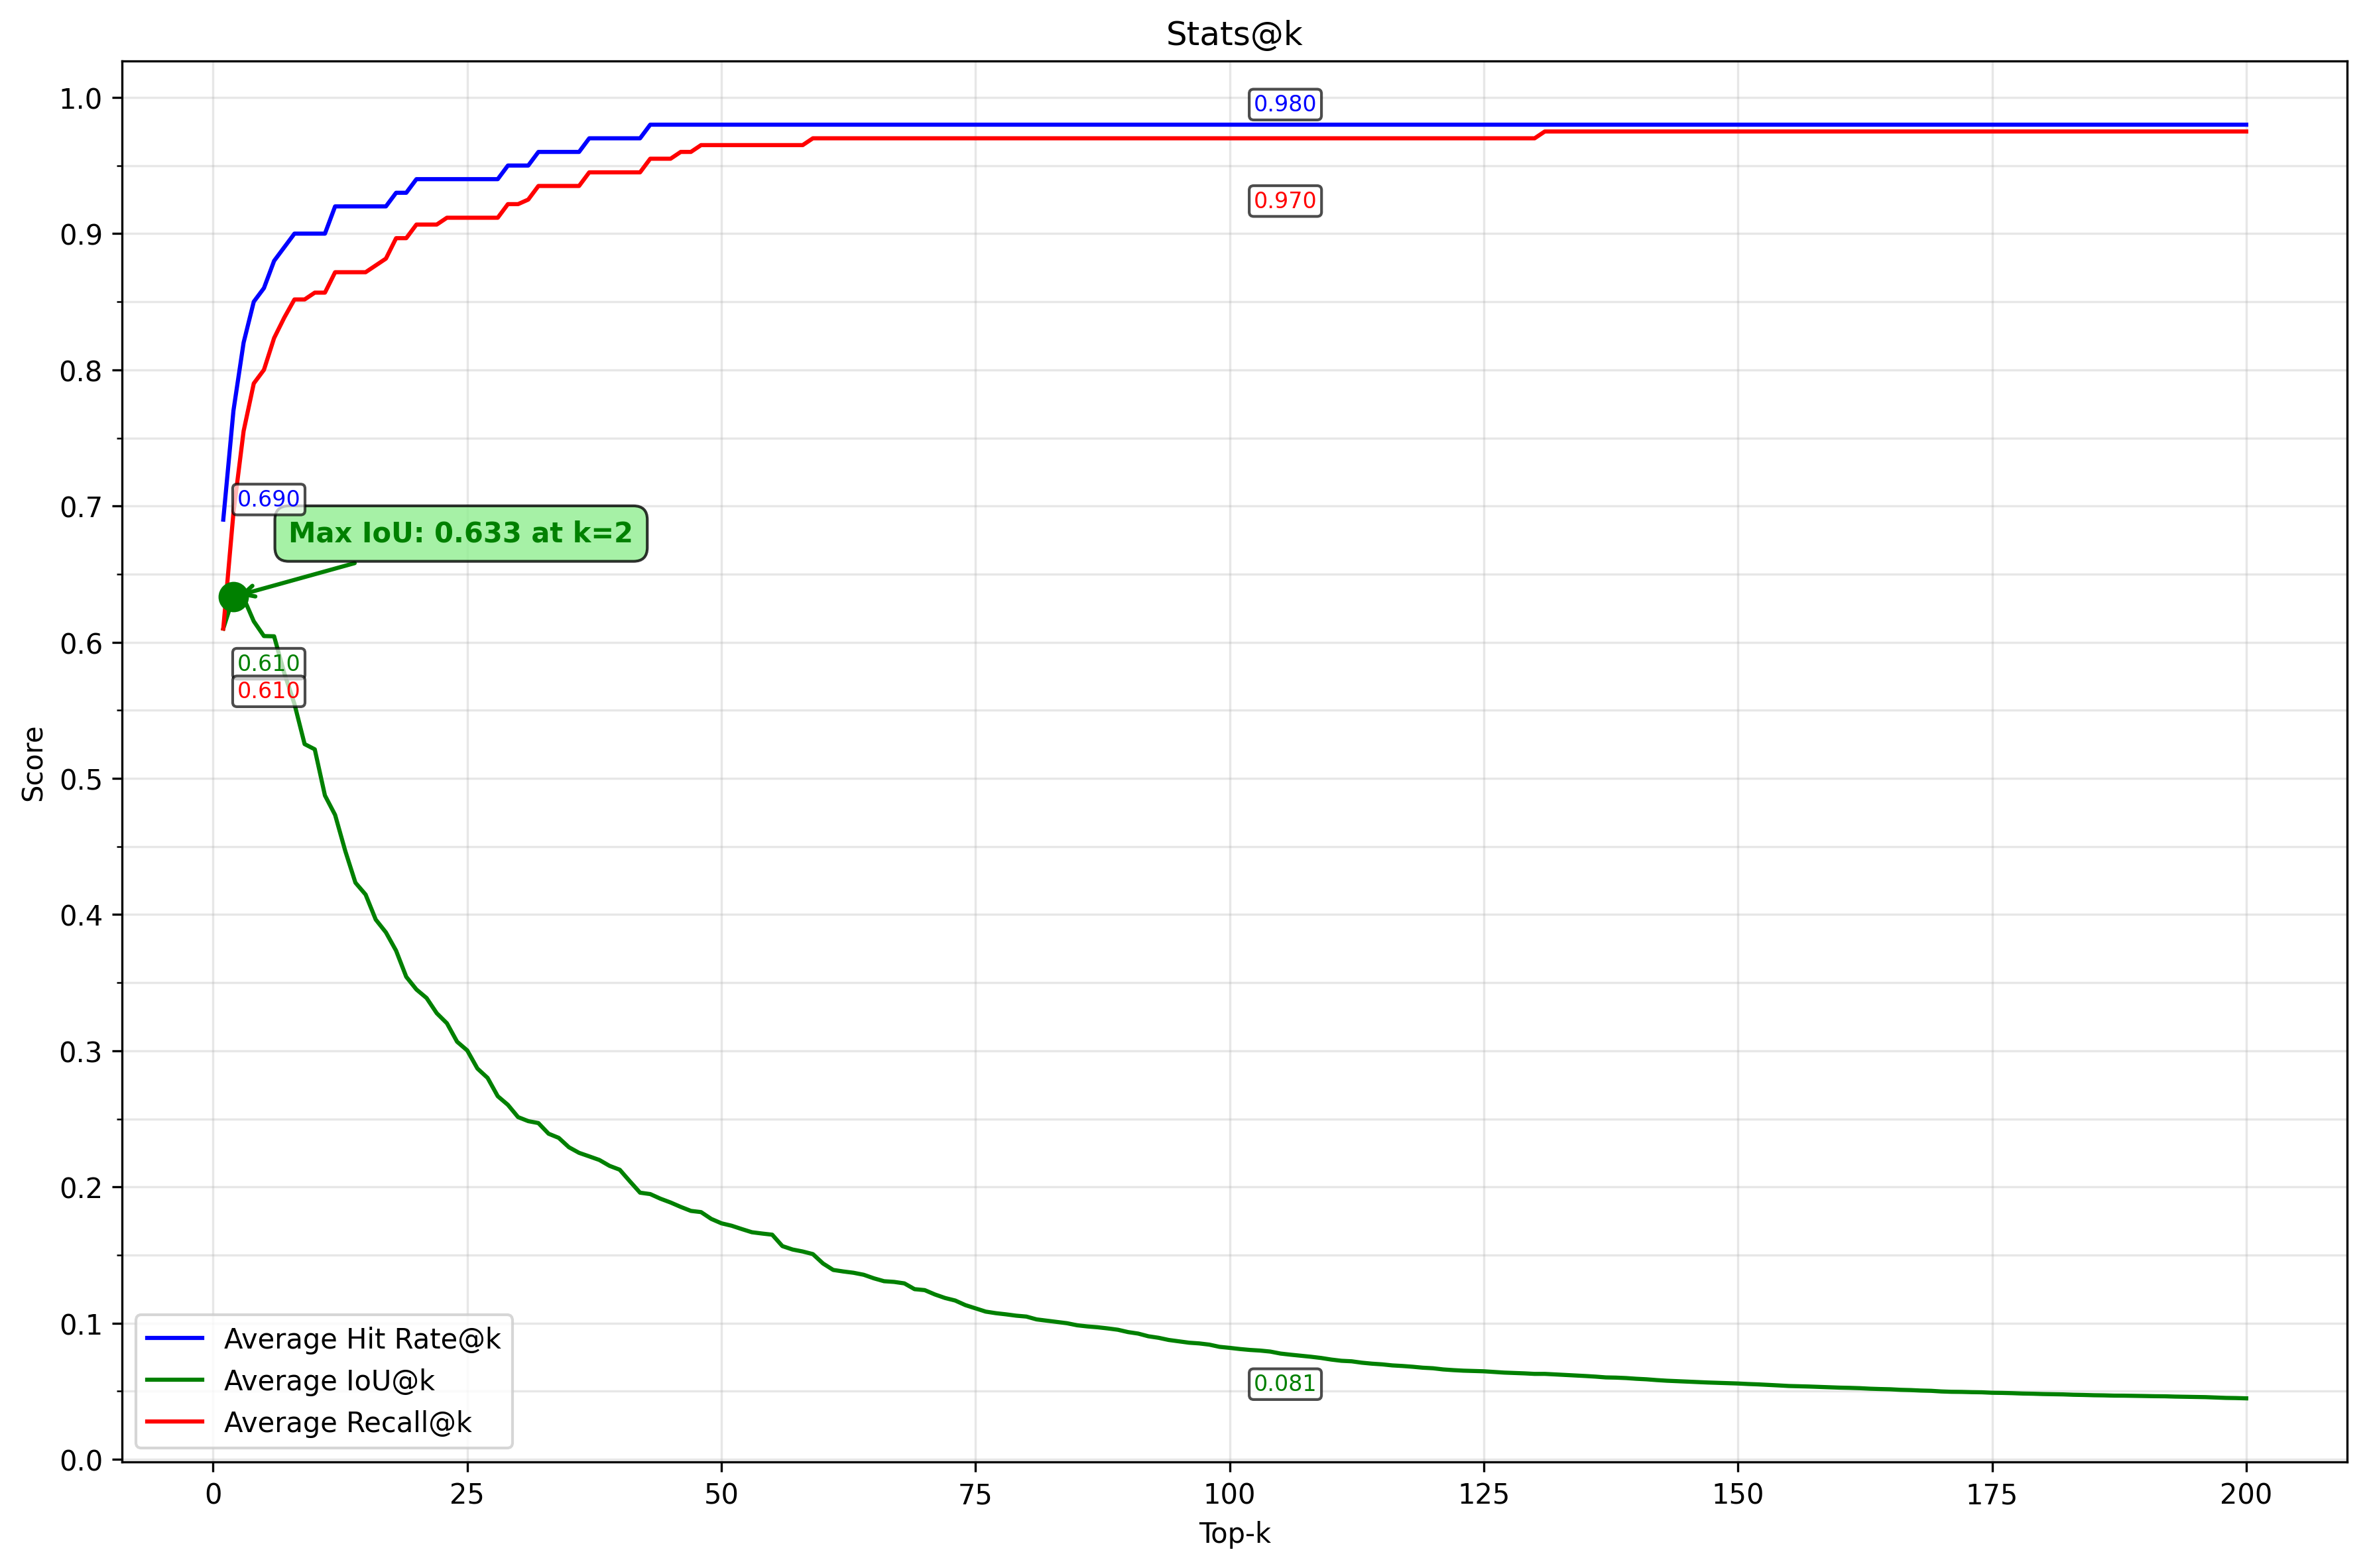 Stats@k
Score
1.0
0.9
0.8
0.7
0.6
0.5
0.4
0.3
0.2
0.1
0.0
0.980
0.970
0.690
Max IoU: 0.633 at k=2
0.610
0.610
0.081
Average Hit Rate@k
Average IoU@k
Average Recall@k
0 25 50 75 100 125 150 175 200
Top-k